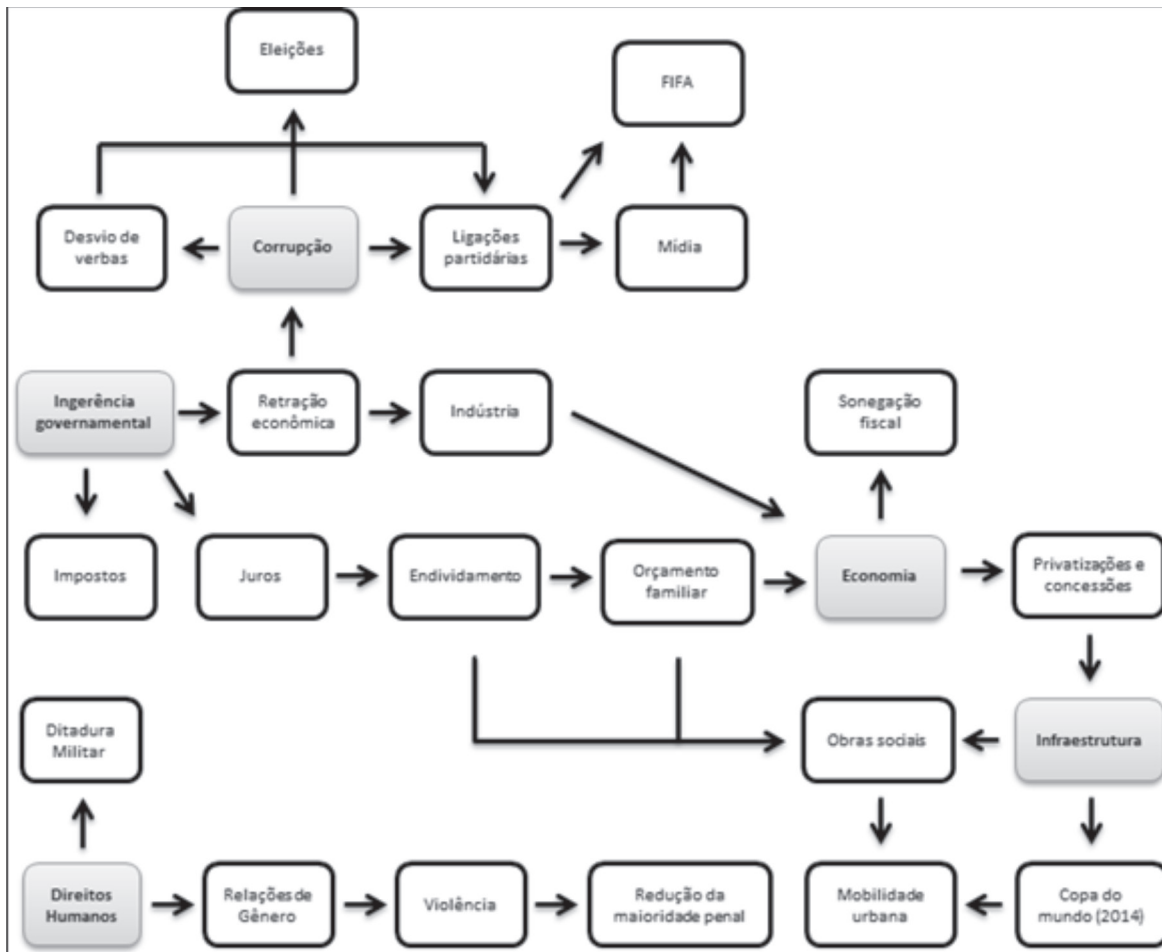 Eleições
FIFA
Desvio de
verbas
Corrupção
Ligações
partidárias
Mídia
Ingerência
governamental
Retração
econômica
Indústria
Sonegação
fiscal
Impostos
Juros
Endividamento
Orçamento
familiar
Economia
Privatizações e
concessões
Ditadura
Militar
Obras sociais
Infraestrutura
Direitos
Humanos
Relações de
Gênero
Violência
Redução da
maioridade penal
Mobilidade
urbana
Copa do
mundo (2014)